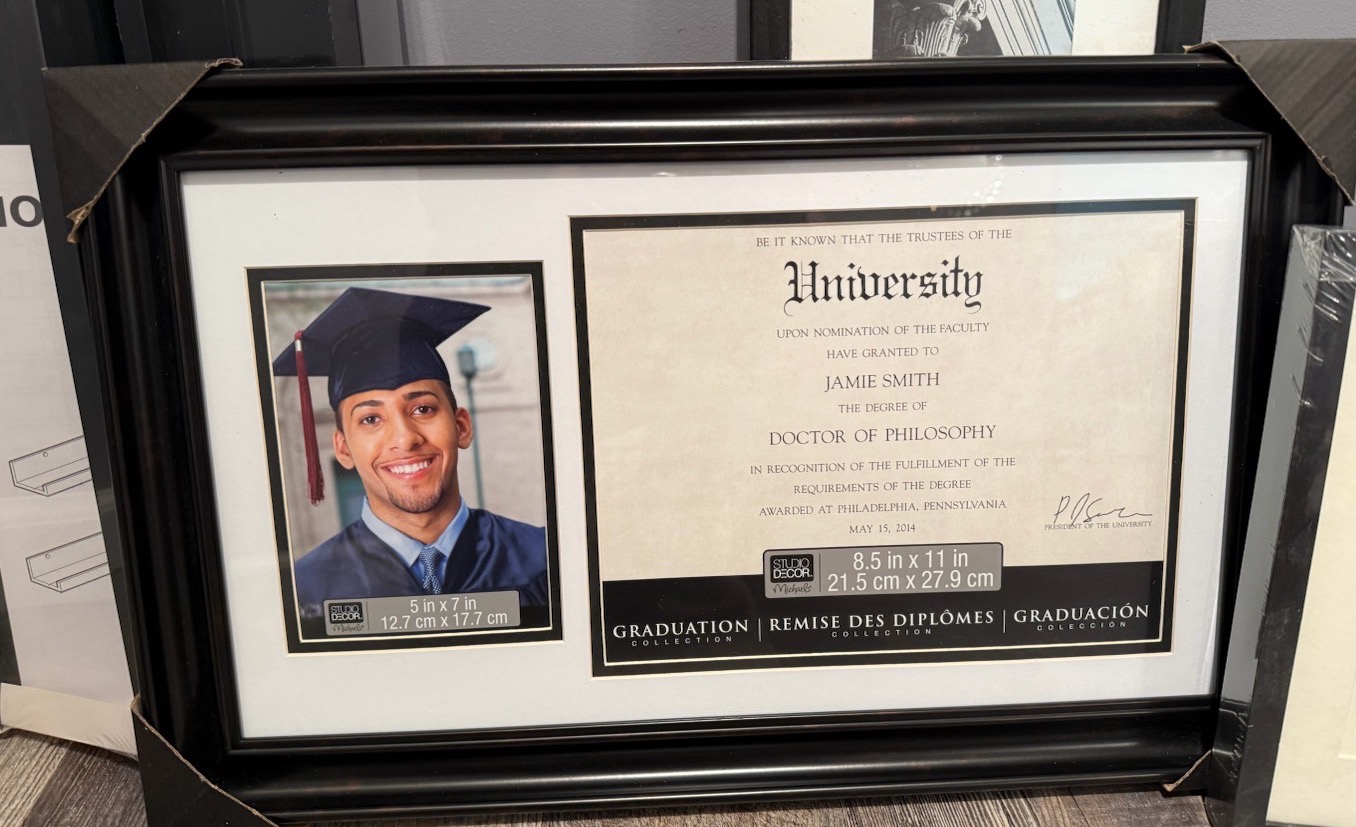 BE IT KNOWN THAT THE TRUSTEES OF THE
University
UPON NOMINATION OF THE FACULTY
HAVE GRANTED TO
JAMIE SMITH
THE DEGREE OF
DOCTOR OF PHILOSOPHY
IN RECOGNITION OF THE FULFILLMENT OF THE
REQUIREMENTS OF THE DEGREE
AWARDED AT PHILADELPHIA, PENNSYLVANIA
MAY 15, 2014
PRESIDENT OF THE UNIVERSITY
STUDIO
DECOR.
Michaels
8.5 in x 11 in
21.5 cm x 27.9 cm
STUDIO
DECOR.
Michaels
5 in x 7 in
12.7 cm x 17.7 cm
GRADUATION | REMISE DES DIPLÔMES | GRADUACIÓN
COLLECTION COLLECTION COLECCIÓN